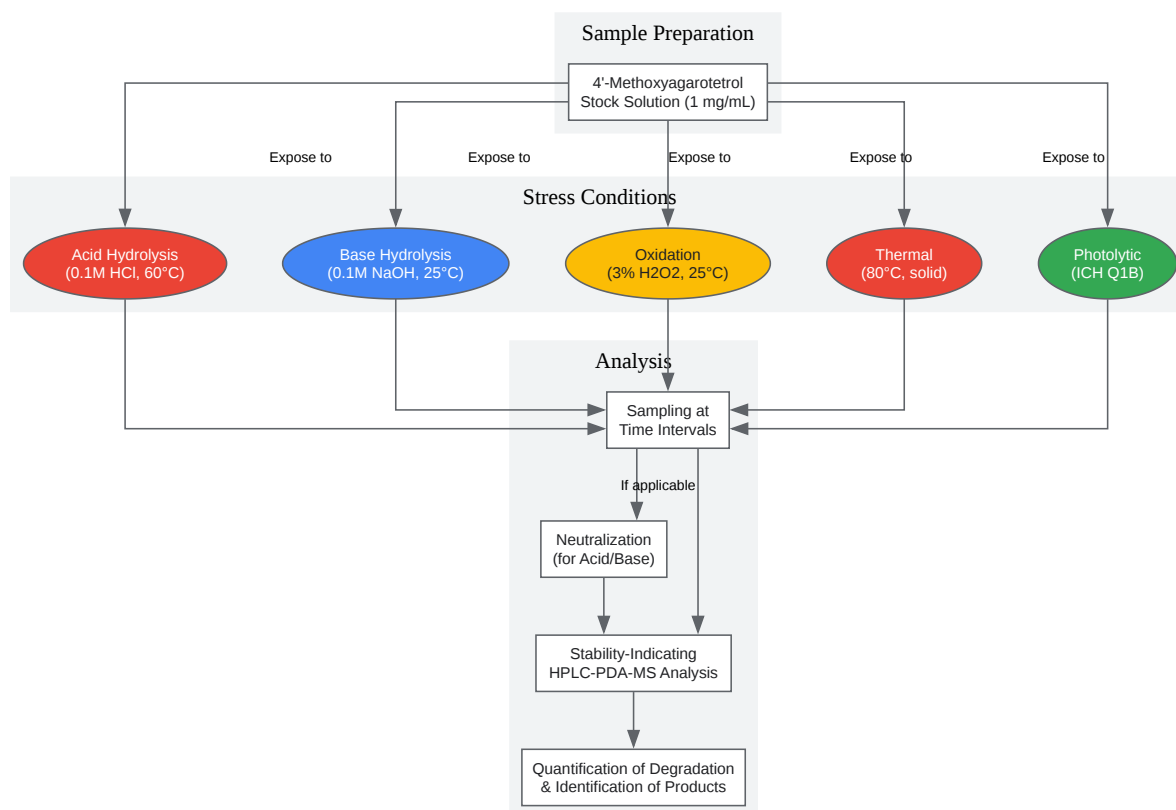 Sample Preparation
4'-Methoxyagarotetrol
Stock Solution (1 mg/mL)
Expose to
Expose to
Expose to
Expose to
Expose to
Stress Conditions
Acid Hydrolysis
(0.1M HCl, 60°C)
Base Hydrolysis
(0.1M NaOH, 25°C)
Oxidation
(3% H2O2, 25°C)
Thermal
(80°C, solid)
Photolytic
(ICH Q1B)
Analysis
Sampling at
Time Intervals
If applicable
Neutralization
(for Acid/Base)
Stability-Indicating
HPLC-PDA-MS Analysis
Quantification of Degradation
& Identification of Products